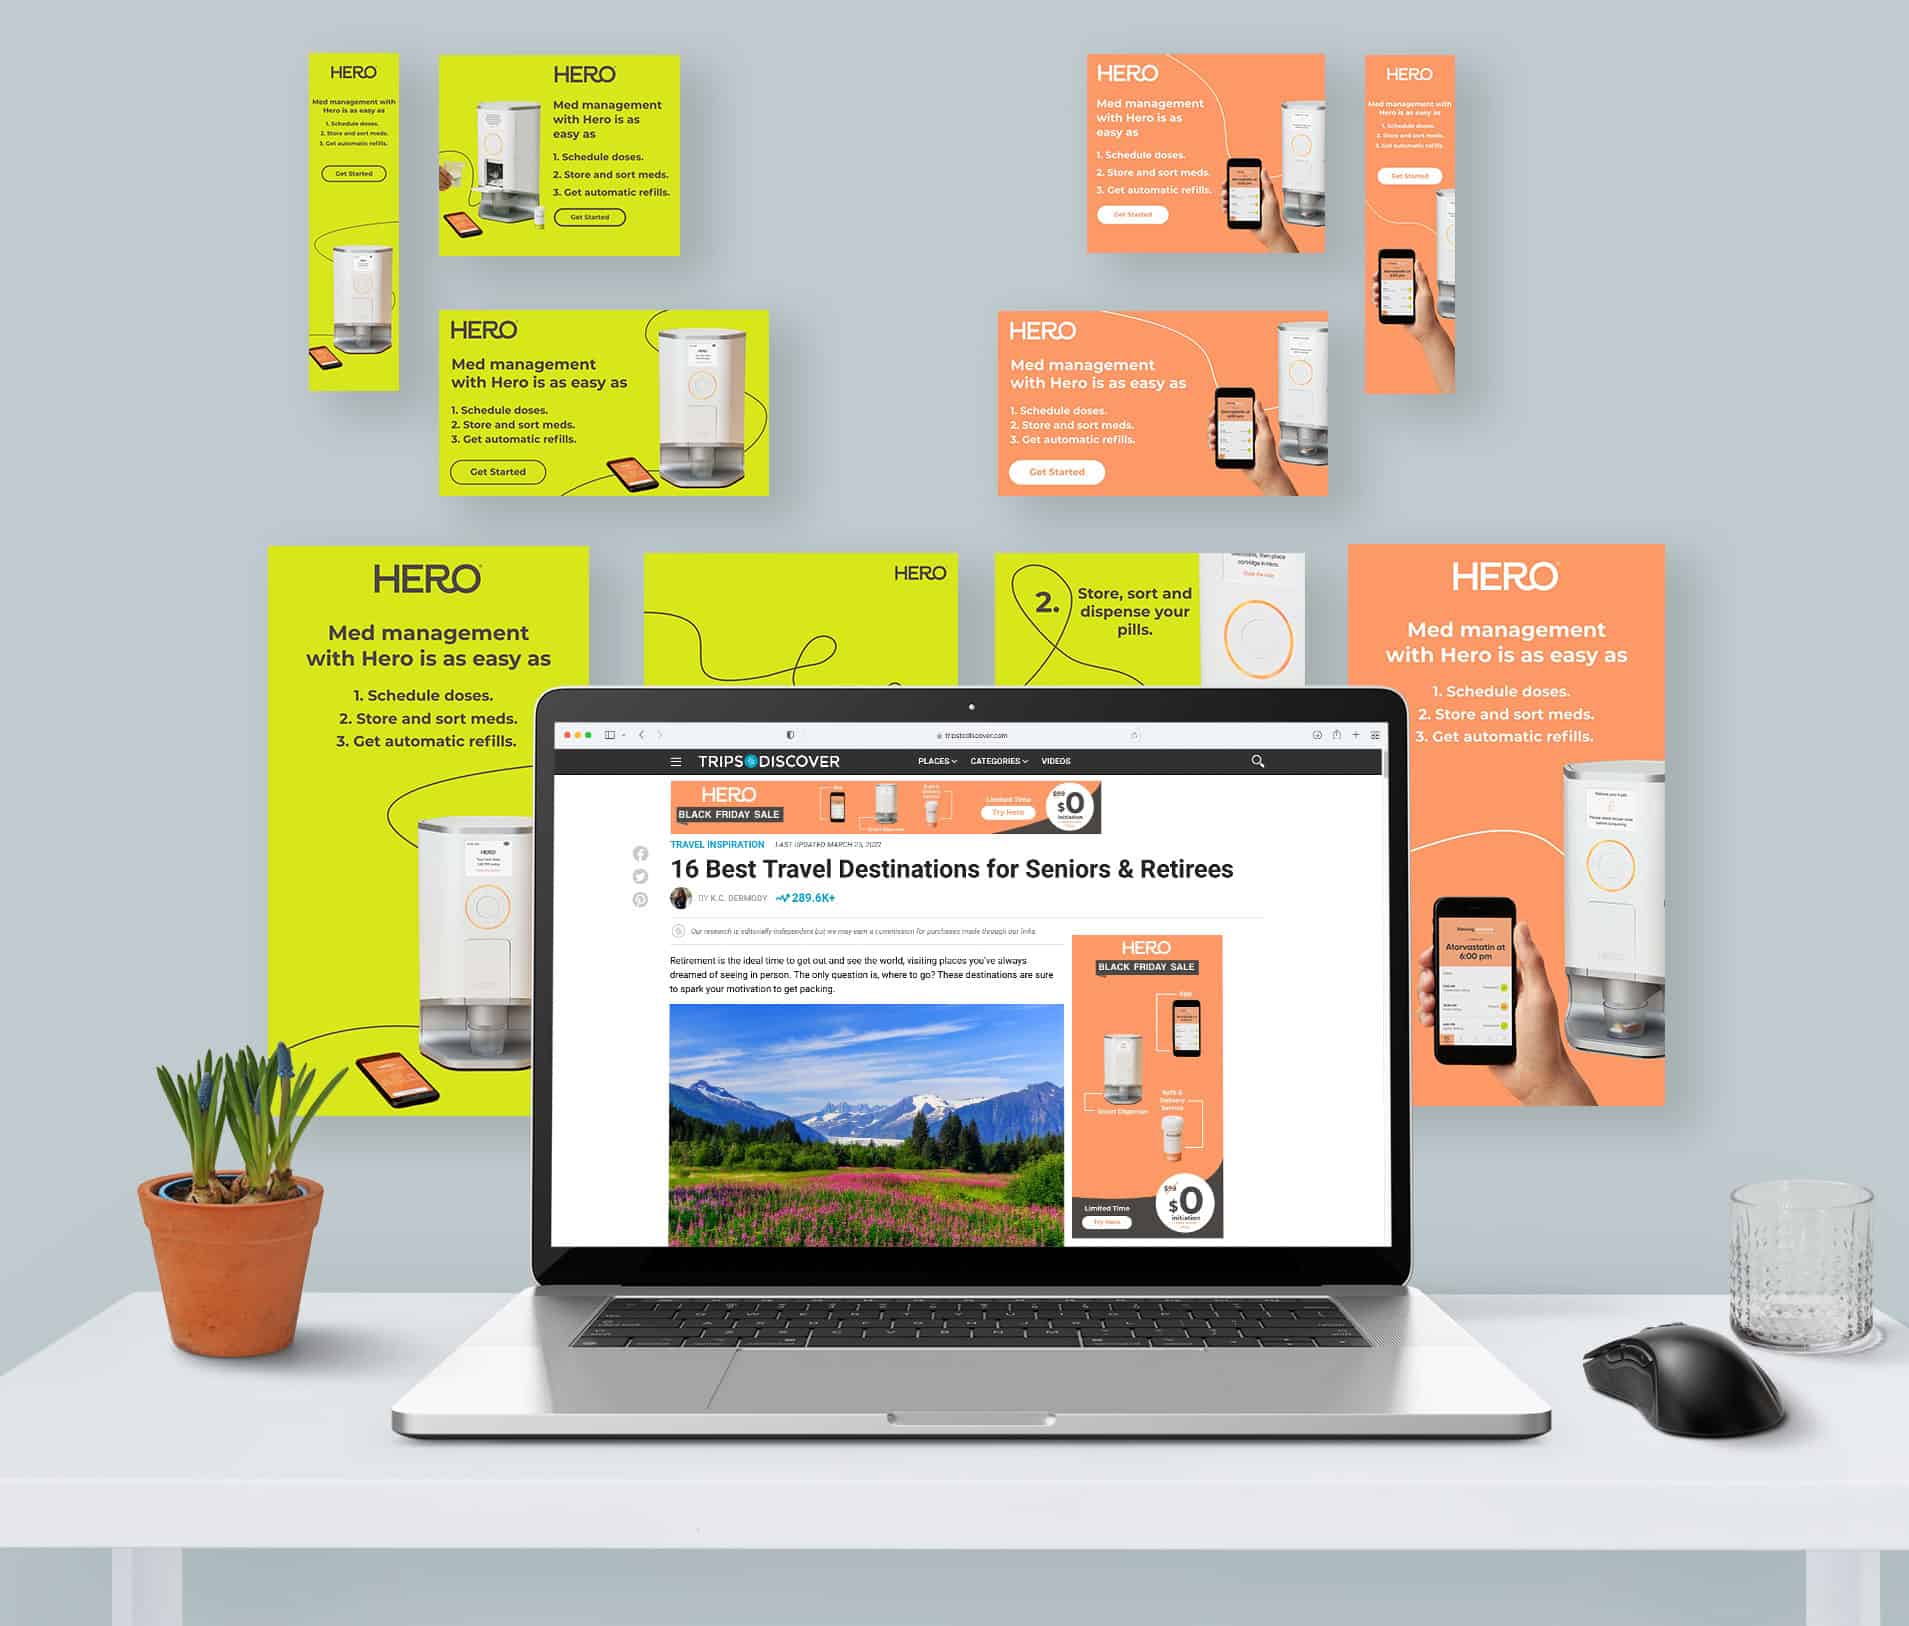 HERO
Med management with
Hero is as easy as
1. Schedule doses.
2. Store and sort meds.
3. Get automatic refills.
Get Started
HERO
Med management
with Hero is as
easy as
1. Schedule doses.
2. Store and sort meds.
3. Get automatic refills.
Get Started
HERO
Med management
with Hero is as
easy as
1. Schedule doses.
2. Store and sort meds.
3. Get automatic refills.
Get Started
HERO
Med management with
Hero is as easy as
1. Schedule doses.
2. Store and sort meds.
3. Get automatic refills.
Get Started
HERO
Med management
with Hero is as easy as
1. Schedule doses.
2. Store and sort meds.
3. Get automatic refills.
Get Started
HERO
Med management
with Hero is as easy as
1. Schedule doses.
2. Store and sort meds.
3. Get automatic refills.
Get Started
HERO
Med management
with Hero is as easy as
1. Schedule doses.
2. Store and sort meds.
3. Get automatic refills.
HERO
HERO
2.
Store, sort and
dispense your
pills.
cartridge in Hero.
HERO
Med management
with Hero is as easy as
1. Schedule doses.
2. Store and sort meds.
3. Get automatic refills.
Atorvastatin at
6:00 pm
tripstodiscover.com
TRIPS DISCOVER
PLACES
CATEGORIES
VIDEOS
HERO
BLACK FRIDAY SALE
Limited Time
Try Hero
$99
$0
initiation
TRAVEL INSPIRATION
LAST UPDATED MARCH 25, 2022
16 Best Travel Destinations for Seniors & Retirees
BY K.C. DERMODY
289.6K+
Our research is editorially independent but we may earn a commission for purchases made through our links.
Retirement is the ideal time to get out and see the world, visiting places you've always
dreamed of seeing in person. The only question is, where to go? These destinations are sure
to spark your motivation to get packing.
HERO
BLACK FRIDAY SALE
App
Smart Dispenser
Refill &
Delivery
Service
Limited Time
Try Hero
$99
$0
initiation